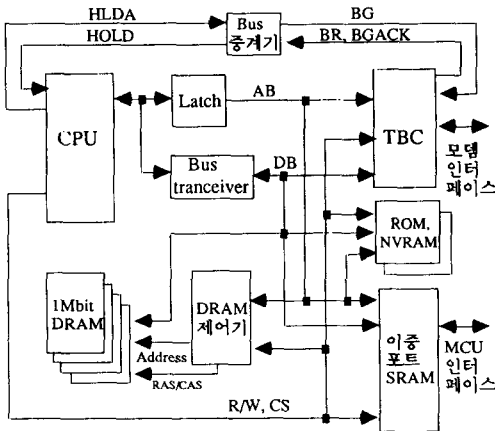 HLDA
HOLD
Bus
중계기
BG
BR, BGACK
CPU
Latch
AB
TBC
Bus
tranceiver
DB
모뎀
인터
페이스
ROM,
NVRAM
1Mbit
DRAM
DRAM
제어기
Address
RAS/CAS
이중
포트
SRAM
MCU
인터
페이스
R/W, CS